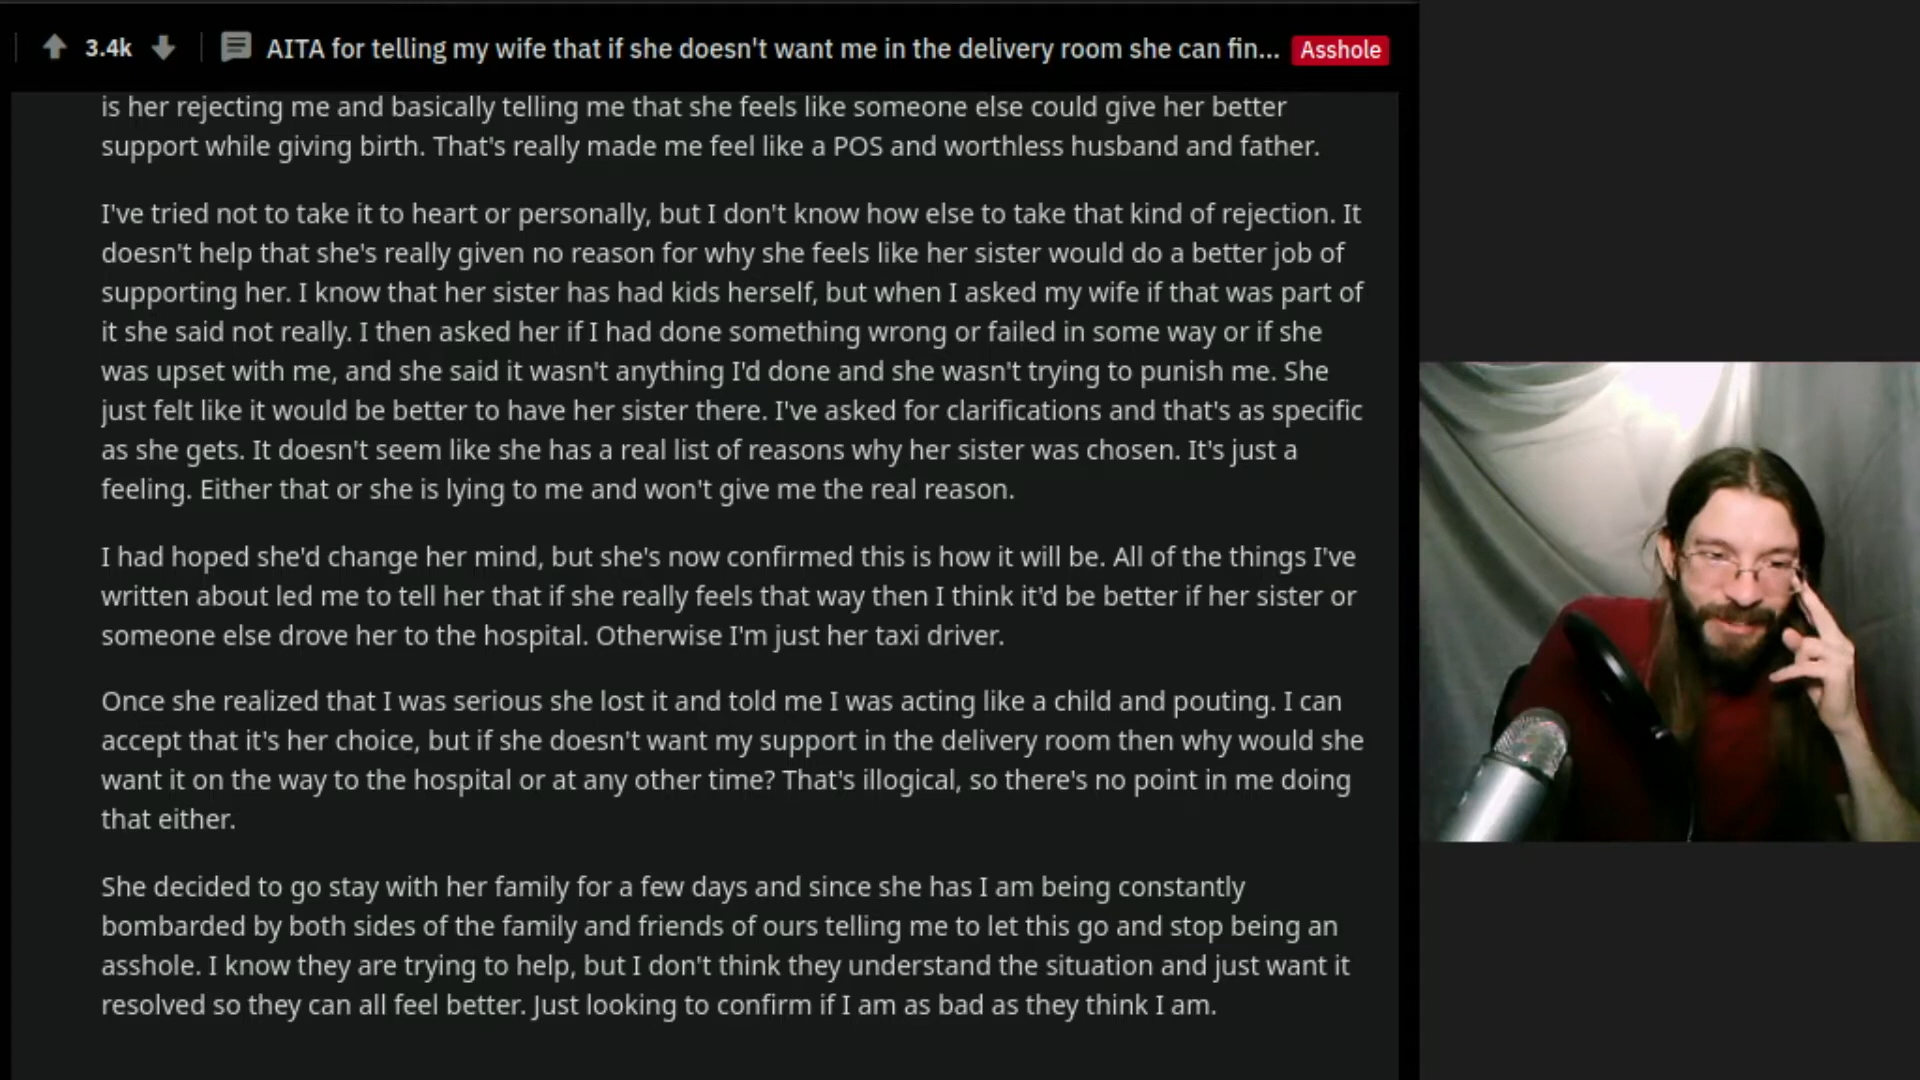 3.4k
AITA for telling my wife that if she doesn't want me in the delivery room she can fin...
Asshole
is her rejecting me and basically telling me that she feels like someone else could give her better
support while giving birth. That's really made me feel like a POS and worthless husband and father.
I've tried not to take it to heart or personally, but I don't know how else to take that kind of rejection. It
doesn't help that she's really given no reason for why she feels like her sister would do a better job of
supporting her. I know that her sister has had kids herself, but when I asked my wife if that was part of
it she said not really. I then asked her if I had done something wrong or failed in some way or if she
was upset with me, and she said it wasn't anything I'd done and she wasn't trying to punish me. She
just felt like it would be better to have her sister there. I've asked for clarifications and that's as specific
as she gets. It doesn't seem like she has a real list of reasons why her sister was chosen. It's just a
feeling. Either that or she is lying to me and won't give me the real reason.
I had hoped she'd change her mind, but she's now confirmed this is how it will be. All of the things I've
written about led me to tell her that if she really feels that way then I think it'd be better if her sister or
someone else drove her to the hospital. Otherwise I'm just her taxi driver.
Once she realized that I was serious she lost it and told me I was acting like a child and pouting. I can
accept that it's her choice, but if she doesn't want my support in the delivery room then why would she
want it on the way to the hospital or at any other time? That's illogical, so there's no point in me doing
that either.
She decided to go stay with her family for a few days and since she has I am being constantly
bombarded by both sides of the family and friends of ours telling me to let this go and stop being an
asshole. I know they are trying to help, but I don't think they understand the situation and just want it
resolved so they can all feel better. Just looking to confirm if I am as bad as they think I am.